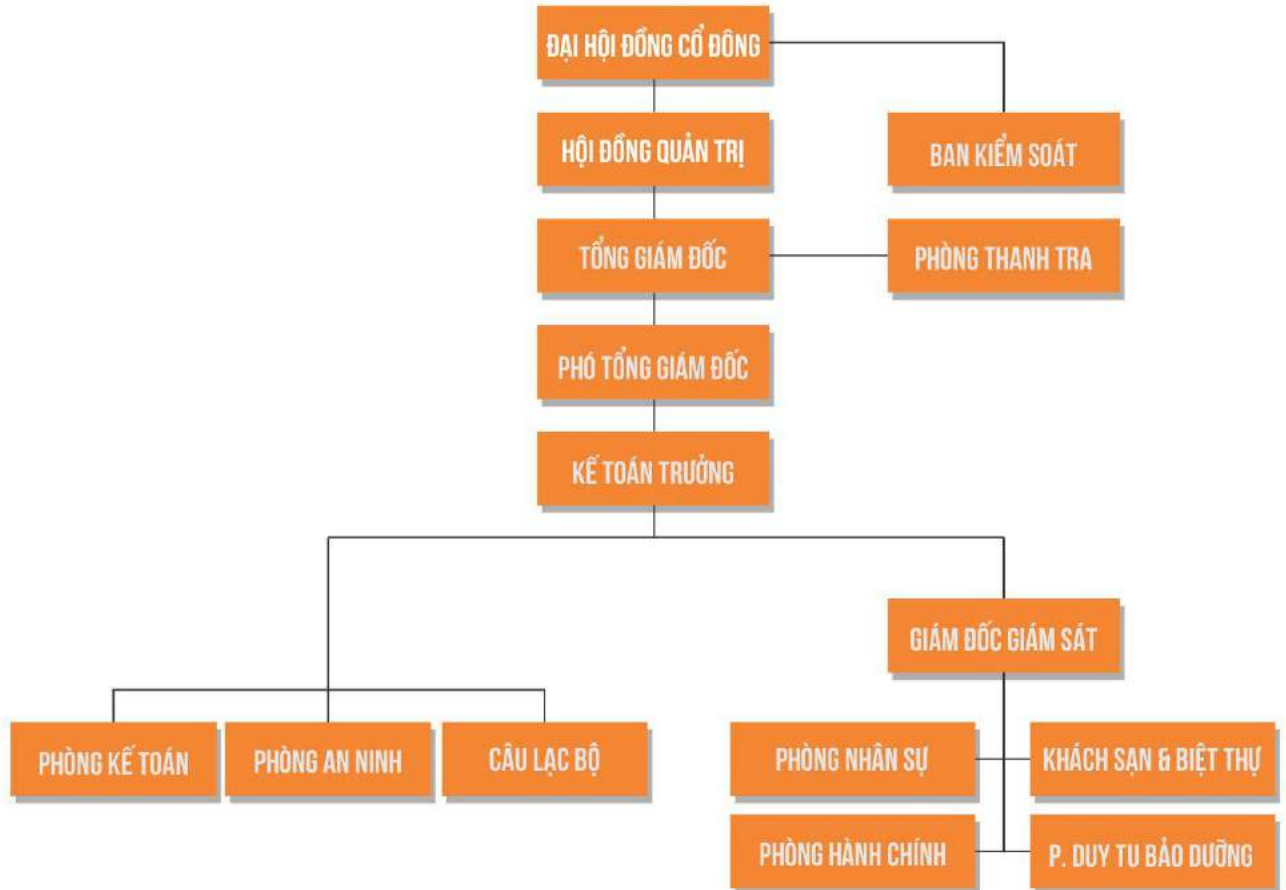 ĐẠI HỘI ĐỒNG CỔ ĐÔNG
HỘI ĐỒNG QUẢN TRỊ
BAN KIỂM SOÁT
TỔNG GIÁM ĐỐC
PHÒNG THANH TRA
PHÓ TỔNG GIÁM ĐỐC
KẾ TOÁN TRƯỞNG
GIÁM ĐỐC GIÁM SÁT
PHÒNG KẾ TOÁN
PHÒNG AN NINH
CÂU LẠC BỘ
PHÒNG NHÂN SỰ
KHÁCH SẠN & BIỆT THỰ
PHÒNG HÀNH CHÍNH
P. DUY TU BẢO DƯỠNG